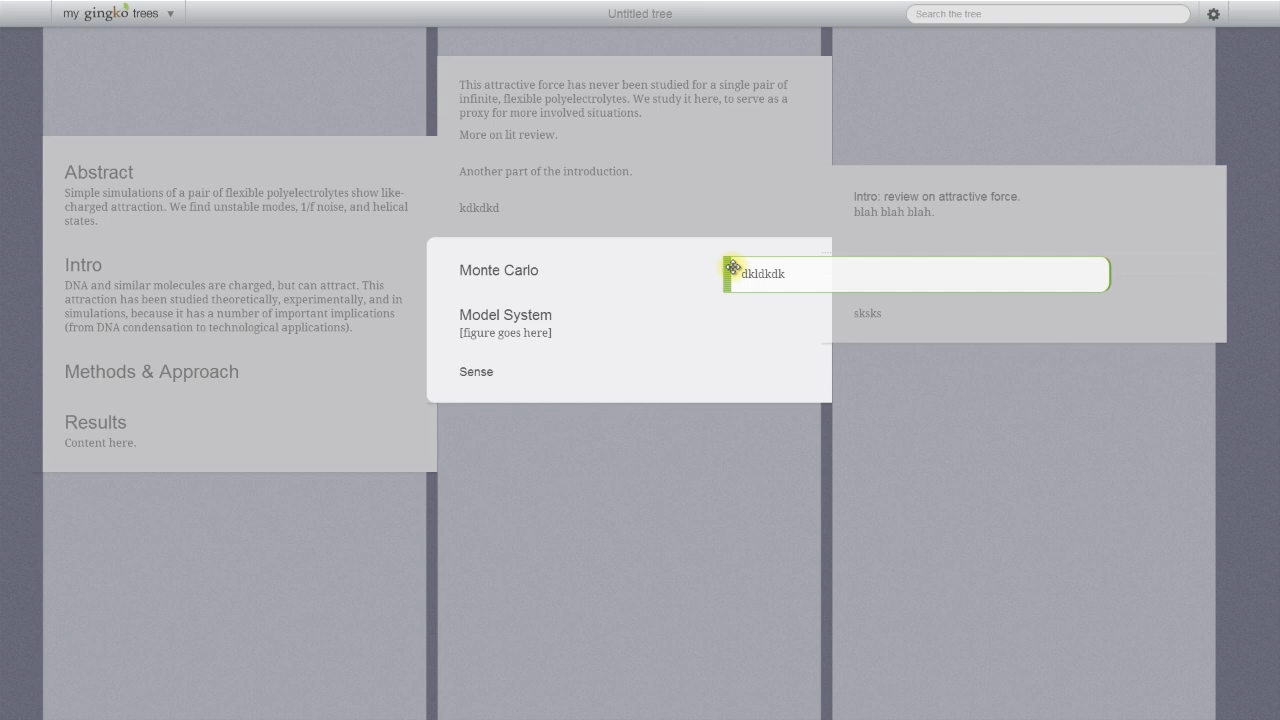 my gingko trees ▼
Untitled tree
Search the tree
Abstract
Simple simulations of a pair of flexible polyelectrolytes show like-
charged attraction. We find unstable modes, 1/f noise, and helical
states.
Intro
DNA and similar molecules are charged, but can attract. This
attraction has been studied theoretically, experimentally, and in
simulations, because it has a number of important implications
(from DNA condensation to technological applications).
Methods & Approach
Results
Content here.
This attractive force has never been studied for a single pair of
infinite, flexible polyelectrolytes. We study it here, to serve as a
proxy for more involved situations.
More on lit review.
Another part of the introduction.
kdkdkd
Monte Carlo
Model System
[figure goes here]
Sense
Intro: review on attractive force.
blah blah blah.
dkldkdk
sksks